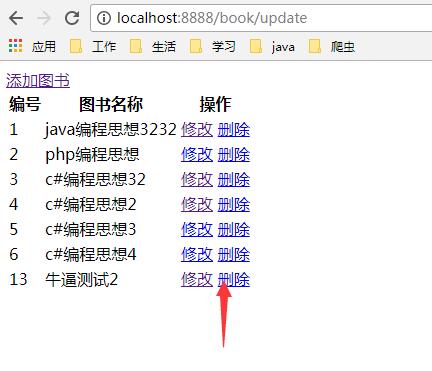 localhost:8888/book/update
应用 工作 生活 学习 java 爬虫
添加图书
编号 图书名称 操作
1 java编程思想3232 修改 删除
2 php编程思想 修改 删除
3 c#编程思想32 修改 删除
4 c#编程思想2 修改 删除
5 c#编程思想3 修改 删除
6 c#编程思想4 修改 删除
13 牛逼测试2 修改 删除